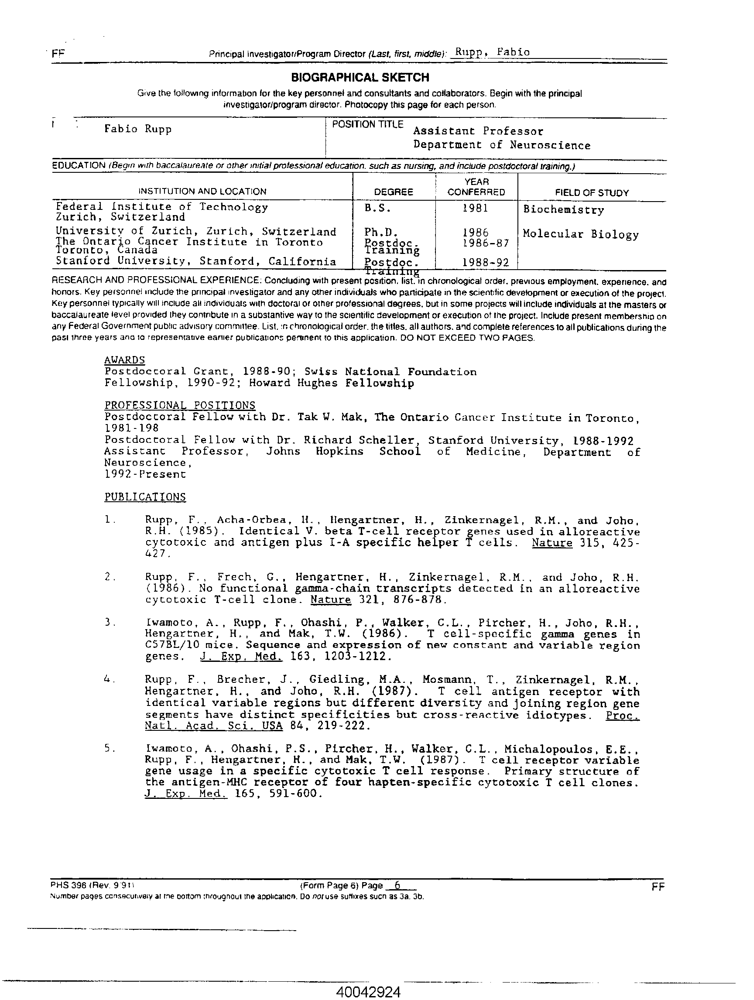 FF
Principal Investigator/Program Director (Last, first, middle): Rupp, Fabio
BIOGRAPHICAL SKETCH
Give the following information for the key personnel and consultants and collaborators. Begin with the principal
investigator/program director. Photocopy this page for each person.
Fabio Rupp
POSITION TITLE
Assistant Professor
Department of Neuroscience
EDUCATION (Begin with baccalaureate or other initial professional education, such as nursing, and include postdoctoral training.)
INSTITUTION AND LOCATION DEGREE YEAR CONFERRED FIELD OF STUDY
Federal Institute of Technology B.S. 1981 Biochemistry
Zurich, Switzerland
University of Zurich, Zurich, Switzerland Ph.D. 1986 Molecular Biology
The Ontario Cancer Institute in Toronto Postdoc. 1986-87
Toronto, Canada Training
Stanford University, Stanford, California Postdoc. 1988-92
Training
RESEARCH AND PROFESSIONAL EXPERIENCE: Concluding with present position, list, in chronological order, previous employment, experience, and
honors. Key personnel include the principal investigator and any other individuals who participate in the scientific development or execution of the project.
Key personnel typically will include all individuals with doctoral or other professional degrees, but in some projects will include individuals at the masters or
baccalaureate level provided they contribute in a substantive way to the scientific development or execution of the project. Include present membership on
any Federal Government public advisory committee. List, in chronological order, the titles, all authors, and complete references to all publications during the
past three years and to representative earlier publications pertinent to this application. DO NOT EXCEED TWO PAGES.
AWARDS
Postdoctoral Grant, 1988-90; Swiss National Foundation
Fellowship, 1990-92; Howard Hughes Fellowship
PROFESSIONAL POSITIONS
Postdoctoral Fellow with Dr. Tak W. Mak, The Ontario Cancer Institute in Toronto,
1981-198
Postdoctoral Fellow with Dr. Richard Scheller, Stanford University, 1988-1992
Assistant Professor, Johns Hopkins School of Medicine, Department of
Neuroscience,
1992-Present
PUBLICATIONS
1. Rupp, F., Acha-Orbea, H., Hengartner, H., Zinkernagel, R.M., and Joho,
R.H. (1985). Identical V. beta T-cell receptor genes used in alloreactive
cytotoxic and antigen plus I-A specific helper T cells. Nature 315, 425-
427.
2. Rupp, F., Frech, G., Hengartner, H., Zinkernagel, R.M., and Joho, R.H.
(1986). No functional gamma-chain transcripts detected in an alloreactive
cytotoxic T-cell clone. Nature 321, 876-878.
3. Iwamoto, A., Rupp, F., Ohashi, P., Walker, C.L., Pircher, H., Joho, R.H.,
Hengartner, H., and Mak, T.W. (1986). T cell-specific gamma genes in
C57BL/10 mice. Sequence and expression of new constant and variable region
genes. J. Exp. Med. 163, 1203-1212.
4. Rupp, F., Brecher, J., Giedling, M.A., Mosmann, T., Zinkernagel, R.M.,
Hengartner, H., and Joho, R.H. (1987). T cell antigen receptor with
identical variable regions but different diversity and joining region gene
segments have distinct specificities but cross-reactive idiotypes. Proc.
Natl. Acad. Sci. USA 84, 219-222.
5. Iwamoto, A., Ohashi, P.S., Pircher, H., Walker, C.L., Michalopoulos, E.E.,
Rupp, F., Hengartner, H., and Mak, T.W. (1987). T cell receptor variable
gene usage in a specific cytotoxic T cell response. Primary structure of
the antigen-MHC receptor of four hapten-specific cytotoxic T cell clones.
J. Exp. Med. 165, 591-600.
PHS 398 (Rev. 9/91) (Form Page 6) Page 6 FF
Number pages consecutively at the bottom throughout the application. Do not use suffixes such as 3a, 3b.
40042924